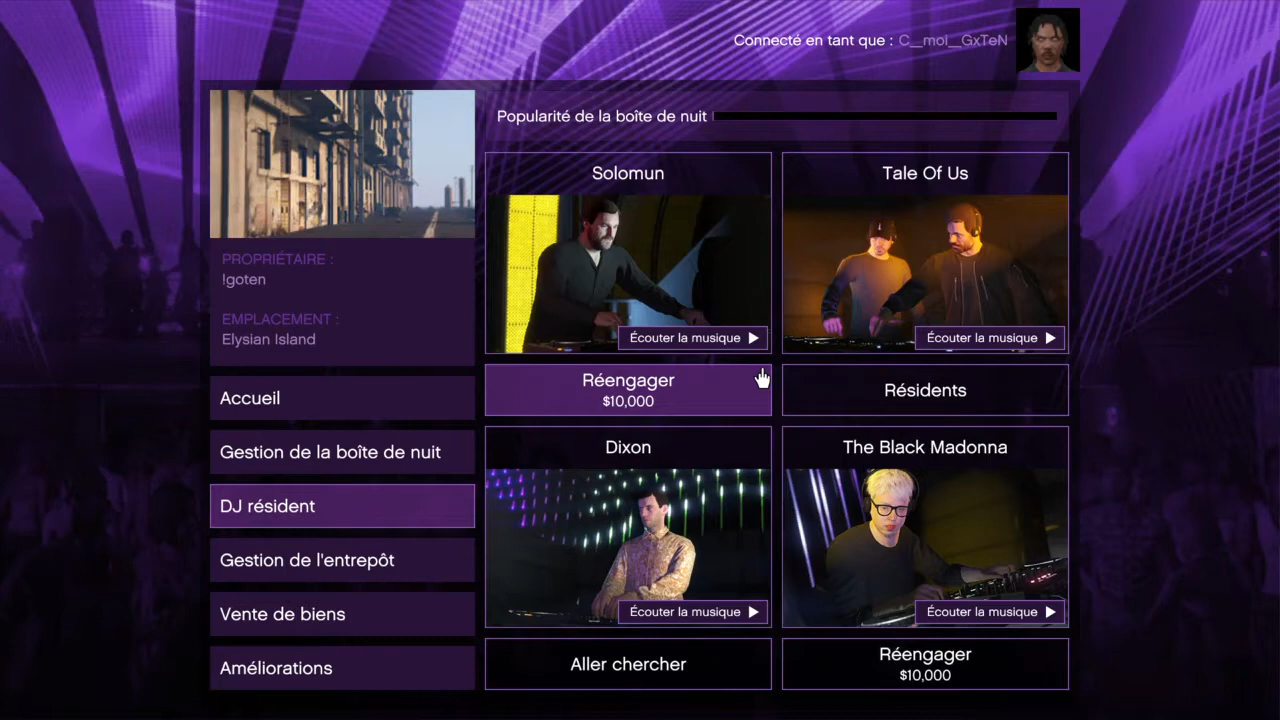 Connecté en tant que : C__moi__GxTeN
Popularité de la boîte de nuit
PROPRIÉTAIRE :
!goten
EMPLACEMENT :
Elysian Island
Accueil
Gestion de la boîte de nuit
DJ résident
Gestion de l'entrepôt
Vente de biens
Améliorations
Solomun
Écouter la musique
Réengager
$10,000
Tale Of Us
Écouter la musique
Résidents
Dixon
Écouter la musique
Aller chercher
The Black Madonna
Écouter la musique
Réengager
$10,000